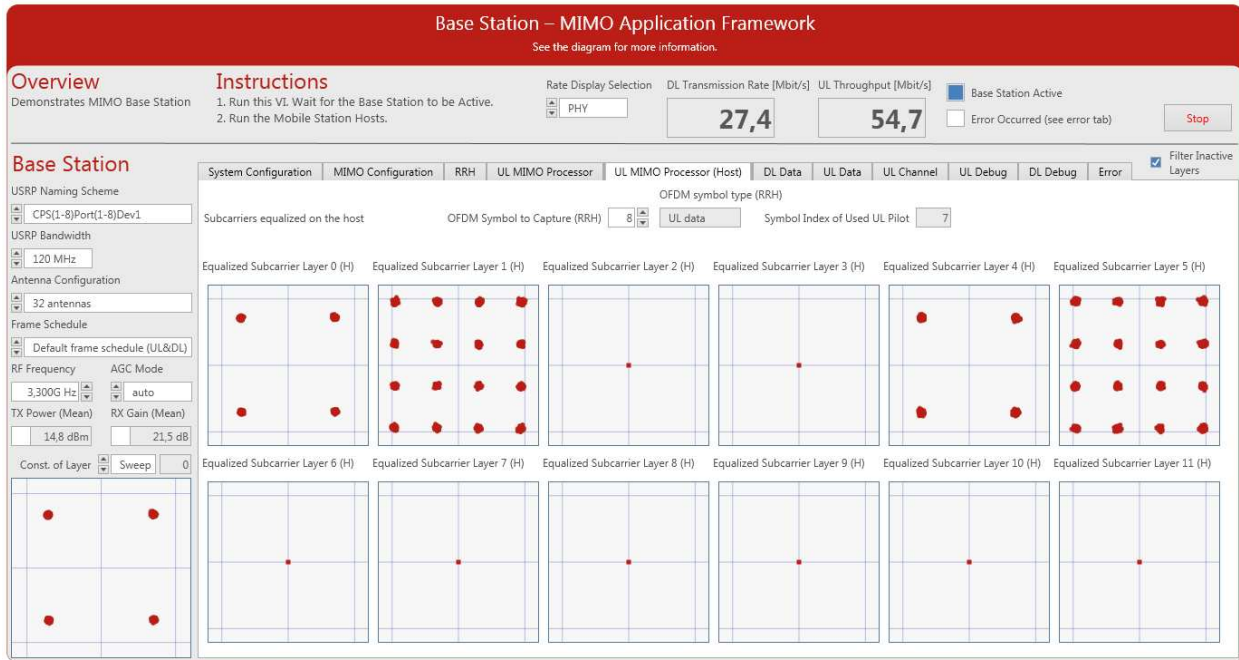 Base Station – MIMO Application Framework
See the diagram for more information.
Overview
Demonstrates MIMO Base Station
Instructions
1. Run this VI. Wait for the Base Station to be Active.
2. Run the Mobile Station Hosts.
Rate Display Selection
PHY
DL Transmission Rate [Mbit/s]
27,4
UL Throughput [Mbit/s]
54,7
Base Station Active
Error Occurred (see error tab)
Stop
Base Station
USRP Naming Scheme
CPS(1-8)Port(1-8)Dev1
USRP Bandwidth
120 MHz
Antenna Configuration
32 antennas
Frame Schedule
Default frame schedule (UL&DL)
RF Frequency AGC Mode
3,300G Hz auto
TX Power (Mean) RX Gain (Mean)
14,8 dBm 21,5 dB
Const. of Layer Sweep 0
System Configuration MIMO Configuration RRH UL MIMO Processor UL MIMO Processor (Host) DL Data UL Data UL Channel UL Debug DL Debug Error
Filter Inactive
Layers
OFDM symbol type (RRH)
Subcarriers equalized on the host OFDM Symbol to Capture (RRH) 8 UL data Symbol Index of Used UL Pilot 7
Equalized Subcarrier Layer 0 (H) Equalized Subcarrier Layer 1 (H) Equalized Subcarrier Layer 2 (H) Equalized Subcarrier Layer 3 (H) Equalized Subcarrier Layer 4 (H) Equalized Subcarrier Layer 5 (H)
Equalized Subcarrier Layer 6 (H) Equalized Subcarrier Layer 7 (H) Equalized Subcarrier Layer 8 (H) Equalized Subcarrier Layer 9 (H) Equalized Subcarrier Layer 10 (H) Equalized Subcarrier Layer 11 (H)